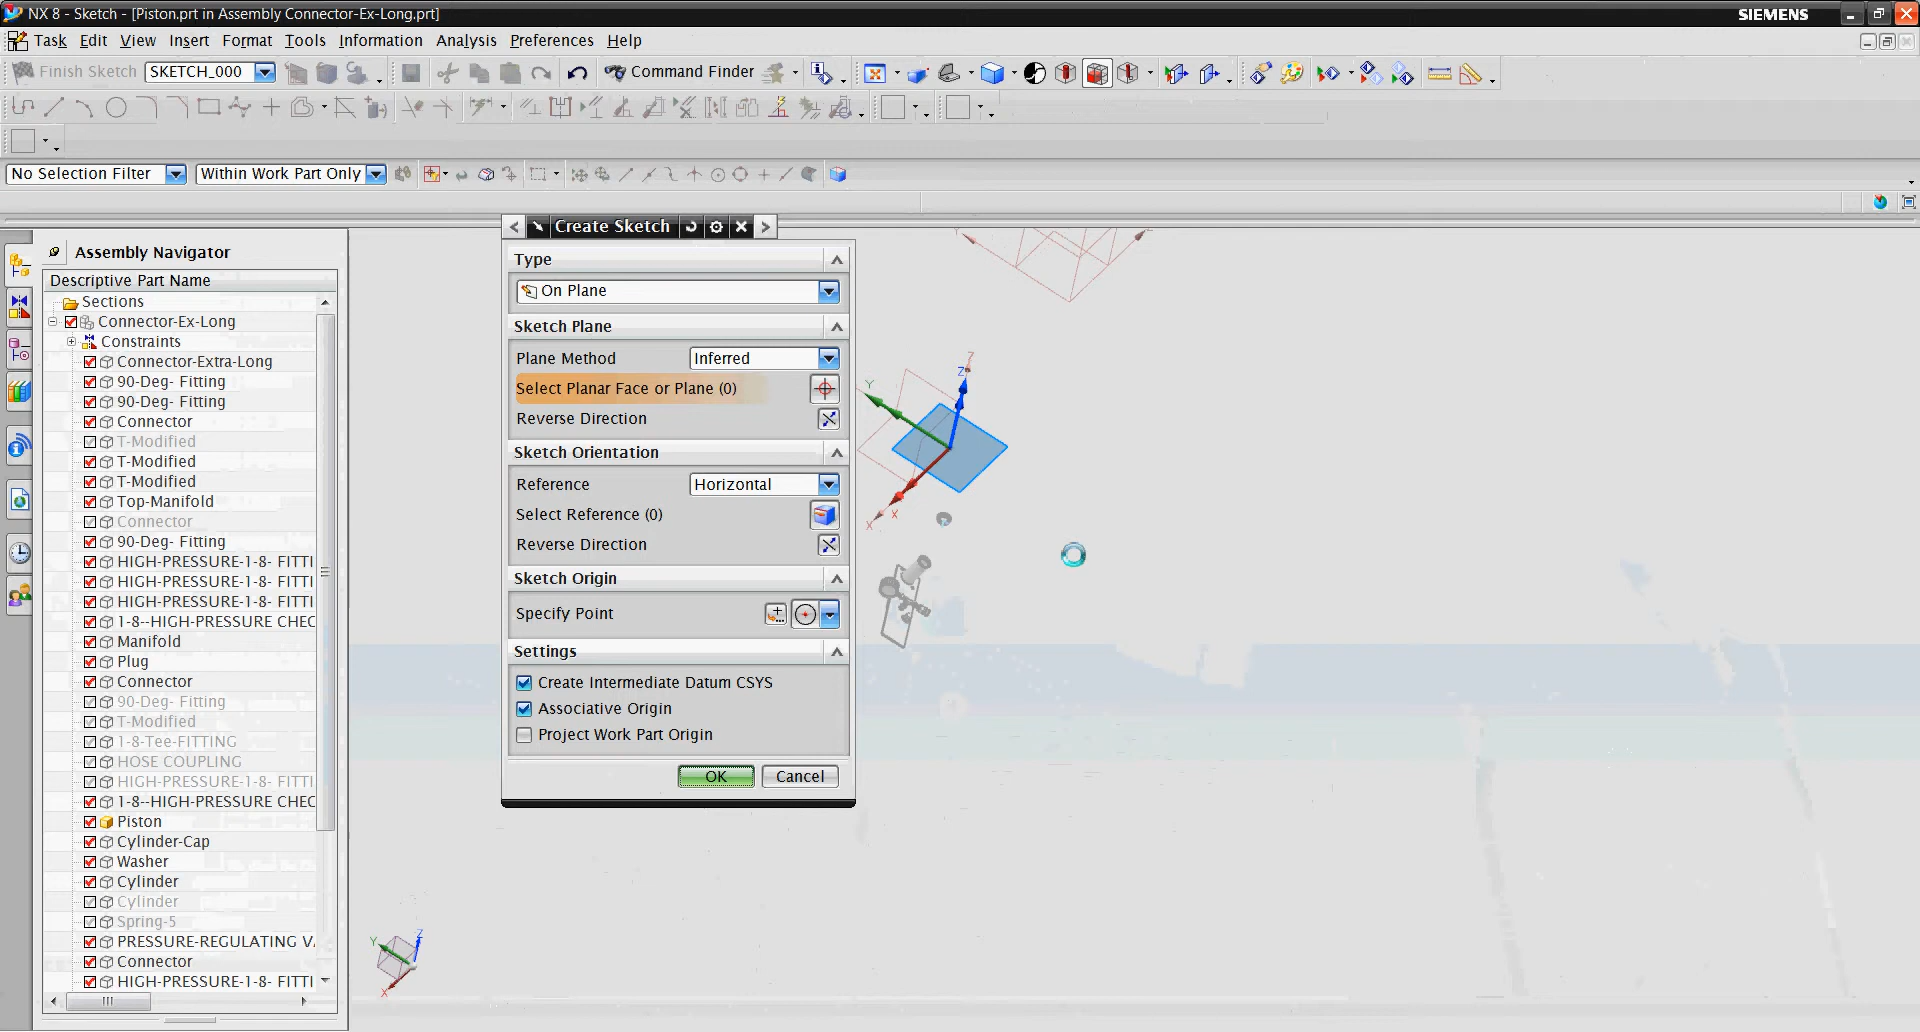 NX 8 - Sketch - [Piston.prt in Assembly Connector-Ex-Long.prt]
SIEMENS
Task Edit View Insert Format Tools Information Analysis Preferences Help
Finish Sketch SKETCH_000 Command Finder
No Selection Filter Within Work Part Only
Create Sketch
Assembly Navigator
Descriptive Part Name
Sections
Connector-Ex-Long
Constraints
Connector-Extra-Long
90-Deg- Fitting
90-Deg- Fitting
Connector
T-Modified
T-Modified
T-Modified
Top-Manifold
Connector
90-Deg- Fitting
HIGH-PRESSURE-1-8- FITTI
HIGH-PRESSURE-1-8- FITTI
HIGH-PRESSURE-1-8- FITTI
1-8--HIGH-PRESSURE CHEC
Manifold
Plug
Connector
90-Deg- Fitting
T-Modified
1-8-Tee-FITTING
HOSE COUPLING
HIGH-PRESSURE-1-8- FITTI
1-8--HIGH-PRESSURE CHEC
Piston
Cylinder-Cap
Washer
Cylinder
Cylinder
Spring-5
PRESSURE-REGULATING VA
Connector
HIGH-PRESSURE-1-8- FITTI
Type
On Plane
Sketch Plane
Plane Method Inferred
Select Planar Face or Plane (0)
Reverse Direction
Sketch Orientation
Reference Horizontal
Select Reference (0)
Reverse Direction
Sketch Origin
Specify Point
Settings
Create Intermediate Datum CSYS
Associative Origin
Project Work Part Origin
OK Cancel
Z
Z
Y
X
X
Z
Y
X